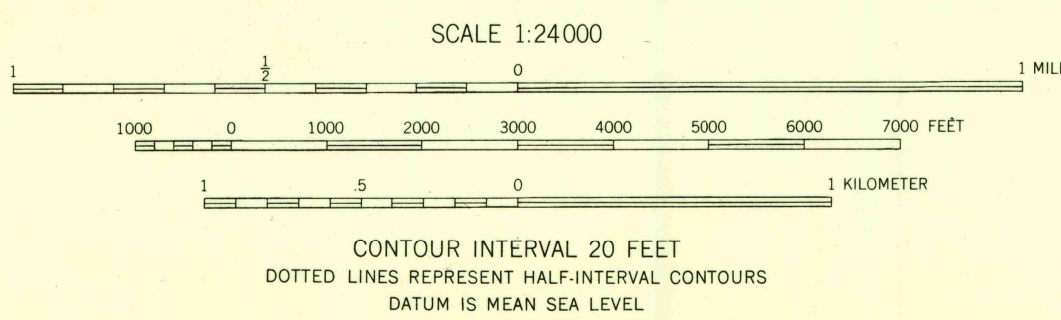 SCALE 1:24000
1 1/2 0 1 MILE
1000 0 1000 2000 3000 4000 5000 6000 7000 FEET
1 .5 0 1 KILOMETER
CONTOUR INTERVAL 20 FEET
DOTTED LINES REPRESENT HALF-INTERVAL CONTOURS
DATUM IS MEAN SEA LEVEL